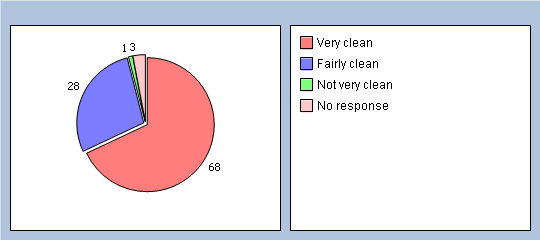 1 3
28
68
Very clean
Fairly clean
Not very clean
No response